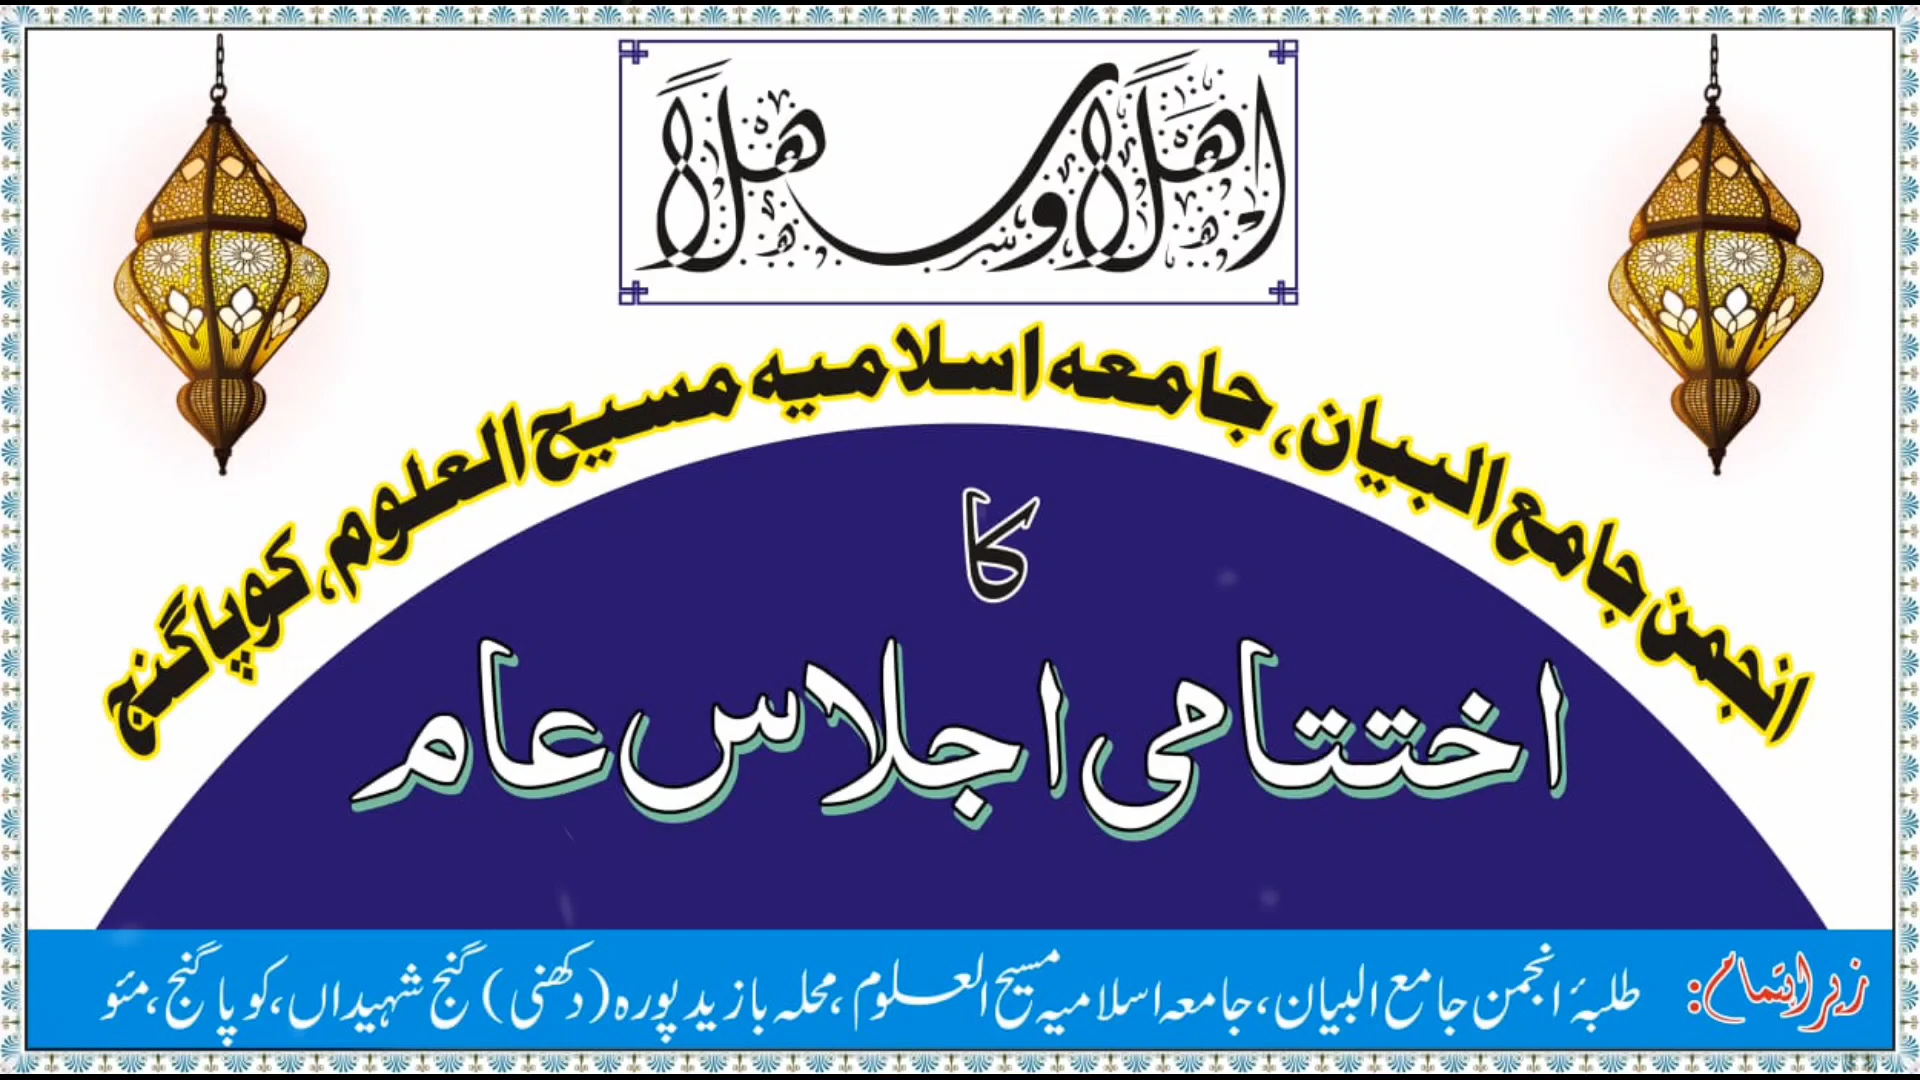 اھلاً وسھلاً
انجمن جامع البیان، جامعہ اسلامیہ مسیح العلوم، کوپاگنج
کا
اختتامی اجلاس عام
زیر اہتمام: طلبۂ انجمن جامع البیان، جامعہ اسلامیہ مسیح العلوم، محلہ بازید پورہ (دکھنی) گنج شہیداں، کوپا گنج، مئو